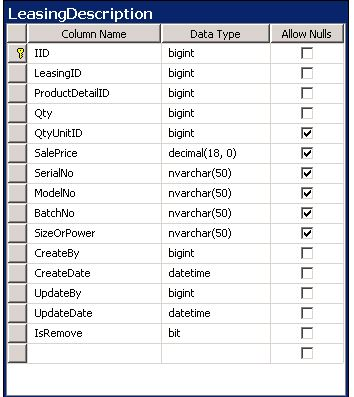 LeasingDescription
Column Name Data Type Allow Nulls
IID bigint
LeasingID bigint
ProductDetailID bigint
Qty bigint
QtyUnitID bigint
SalePrice decimal(18, 0)
SerialNo nvarchar(50)
ModelNo nvarchar(50)
BatchNo nvarchar(50)
SizeOrPower nvarchar(50)
CreateBy bigint
CreateDate datetime
UpdateBy bigint
UpdateDate datetime
IsRemove bit